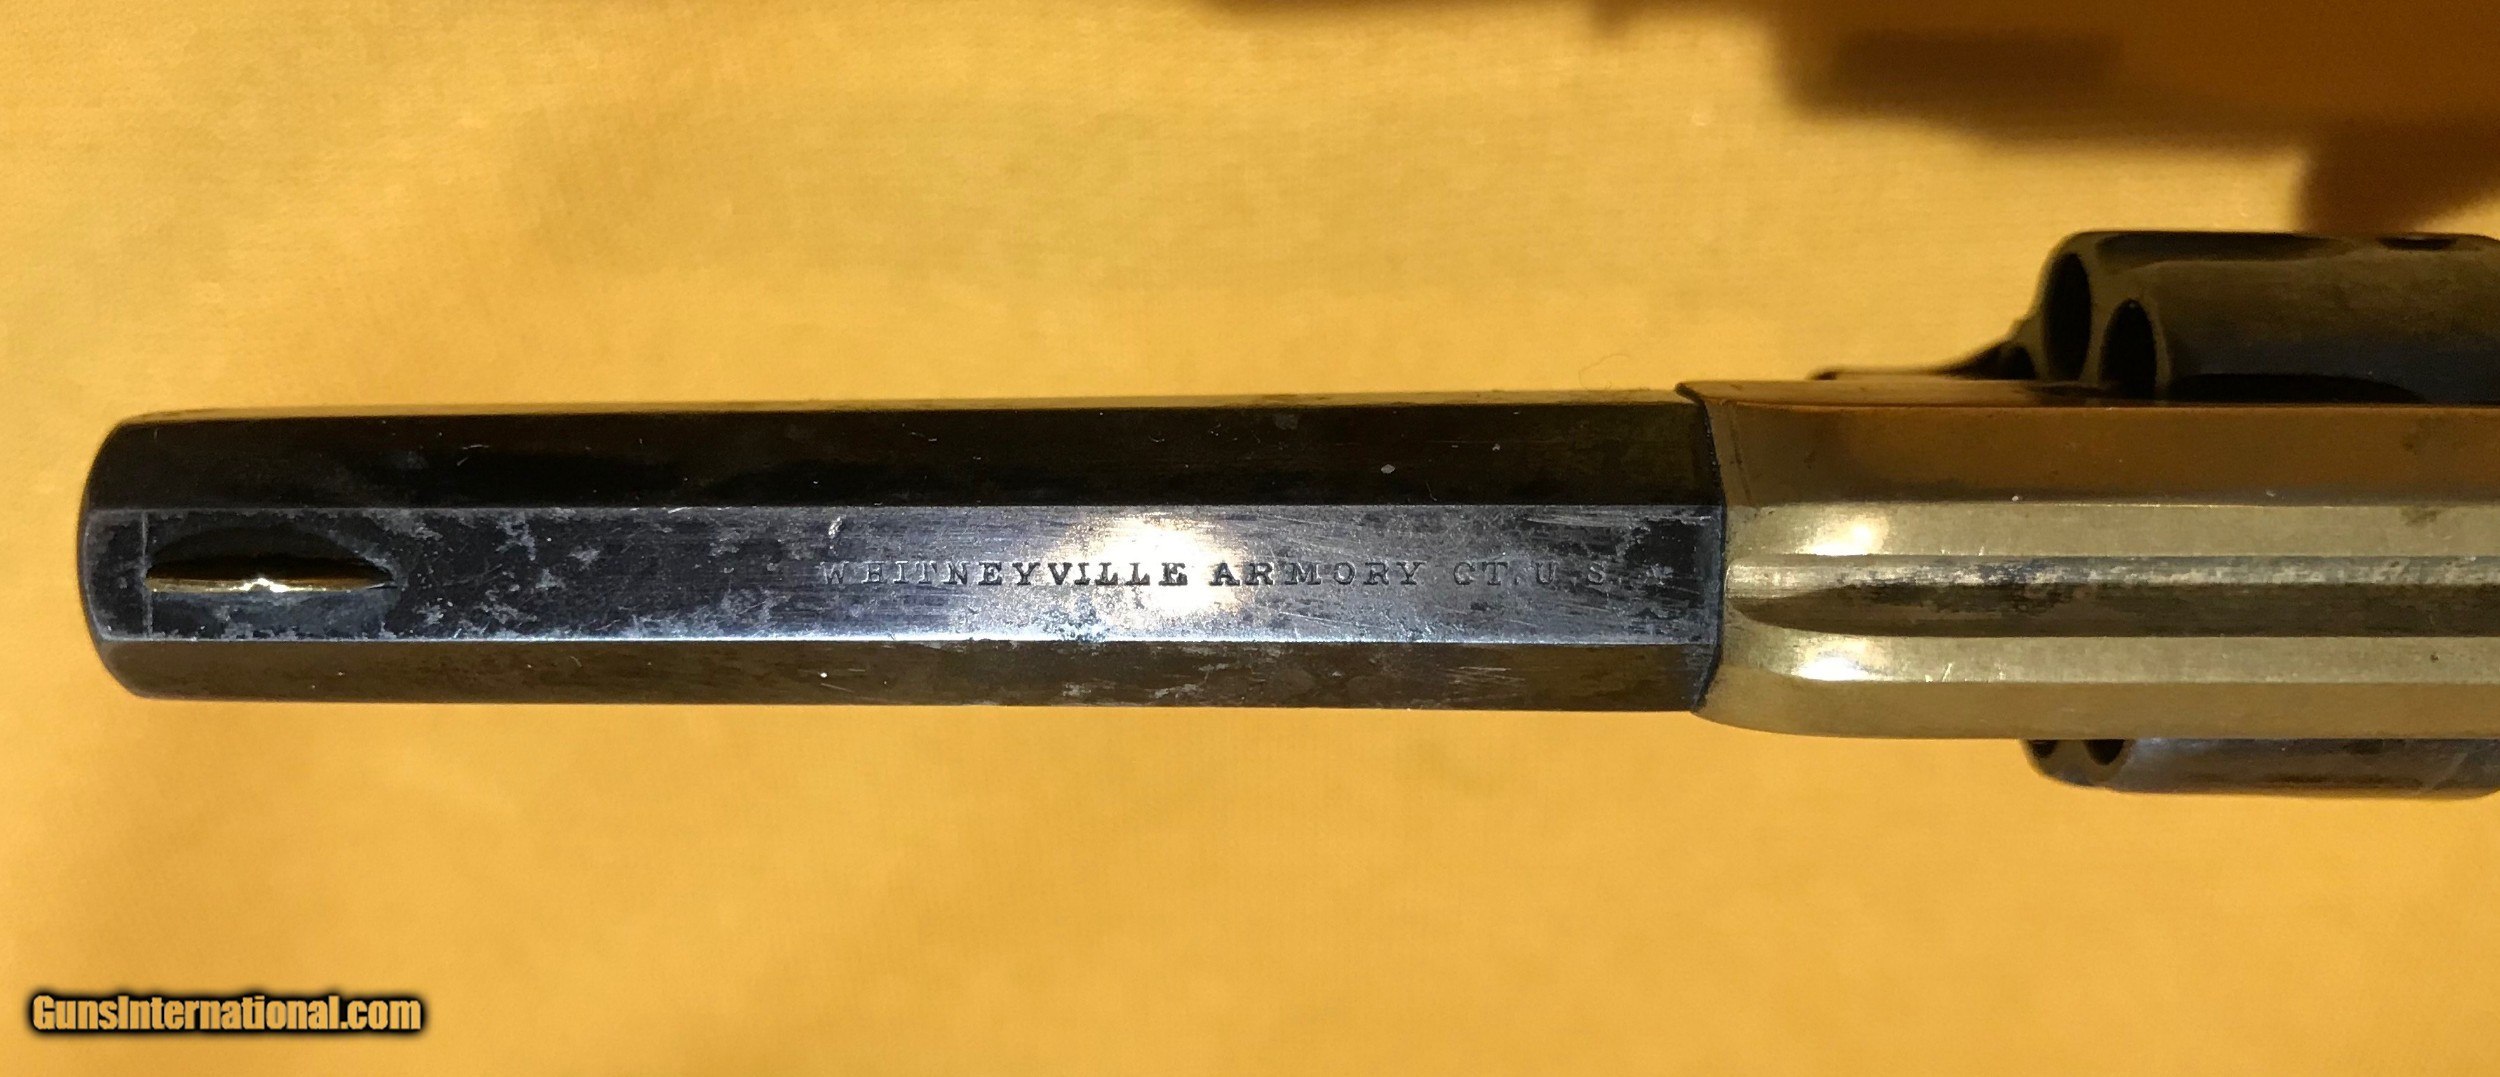 WHITNEYVILLE ARMORY CT. U.S.
GunsInternational.com